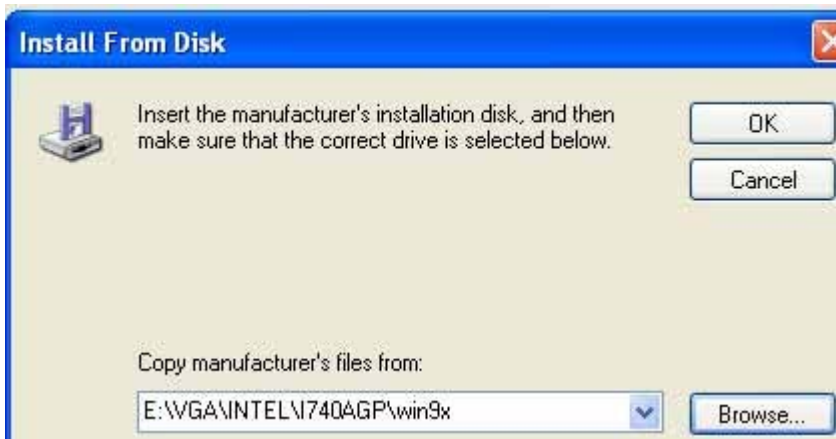 Install From Disk
Insert the manufacturer's installation disk, and then
make sure that the correct drive is selected below.
OK
Cancel
Copy manufacturer's files from:
E:\VGA\INTEL\I740AGP\win9x
Browse...